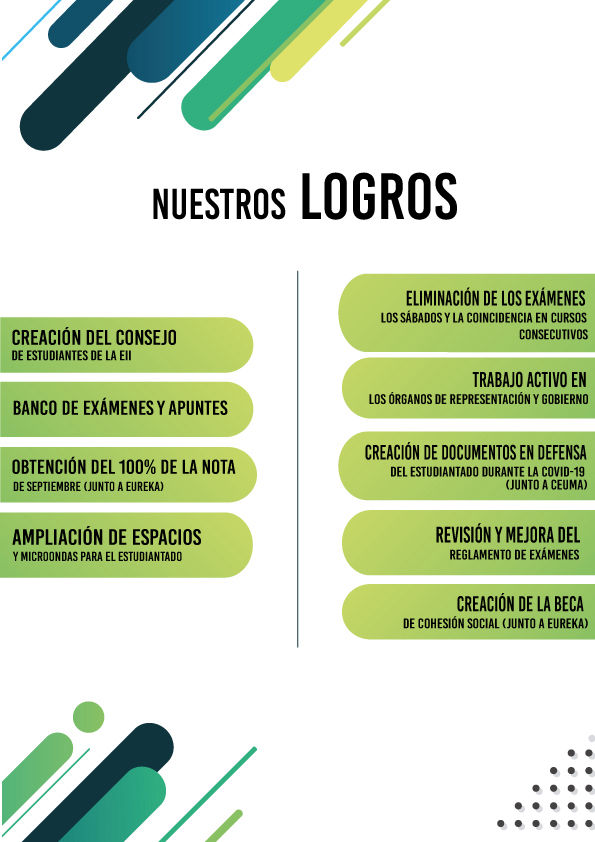 NUESTROS LOGROS
CREACIÓN DEL CONSEJO
DE ESTUDIANTES DE LA EII
BANCO DE EXÁMENES Y APUNTES
OBTENCIÓN DEL 100% DE LA NOTA
DE SEPTIEMBRE (JUNTO A EUREKA)
AMPLIACIÓN DE ESPACIOS
Y MICROONDAS PARA EL ESTUDIANTADO
ELIMINACIÓN DE LOS EXÁMENES
LOS SÁBADOS Y LA COINCIDENCIA EN CURSOS
CONSECUTIVOS
TRABAJO ACTIVO EN
LOS ÓRGANOS DE REPRESENTACIÓN Y GOBIERNO
CREACIÓN DE DOCUMENTOS EN DEFENSA
DEL ESTUDIANTADO DURANTE LA COVID-19
(JUNTO A CEUMA)
REVISIÓN Y MEJORA DEL
REGLAMENTO DE EXÁMENES
CREACIÓN DE LA BECA
DE COHESIÓN SOCIAL (JUNTO A EUREKA)